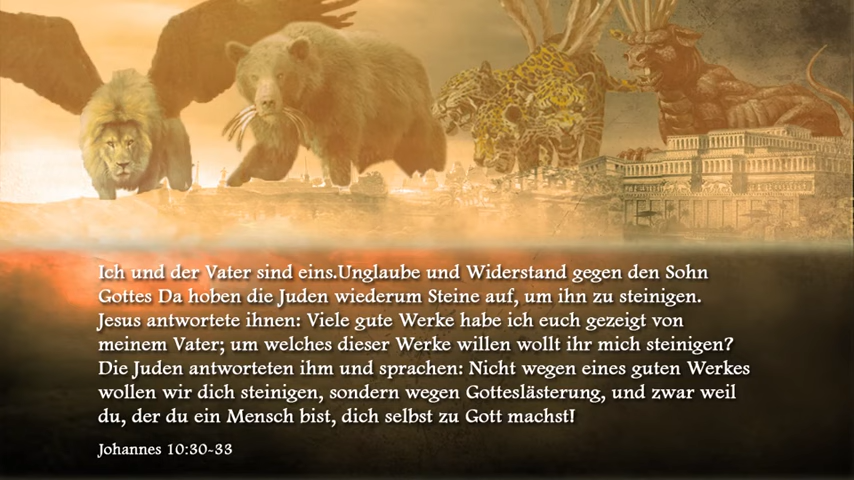 Ich und der Vater sind eins.Unglaube und Widerstand gegen den Sohn
Gottes Da hoben die Juden wiederum Steine auf, um ihn zu steinigen.
Jesus antwortete ihnen: Viele gute Werke habe ich euch gezeigt von
meinem Vater; um welches dieser Werke willen wollt ihr mich steinigen?
Die Juden antworteten ihm und sprachen: Nicht wegen eines guten Werkes
wollen wir dich steinigen, sondern wegen Gotteslästerung, und zwar weil
du, der du ein Mensch bist, dich selbst zu Gott machst!
Johannes 10:30-33